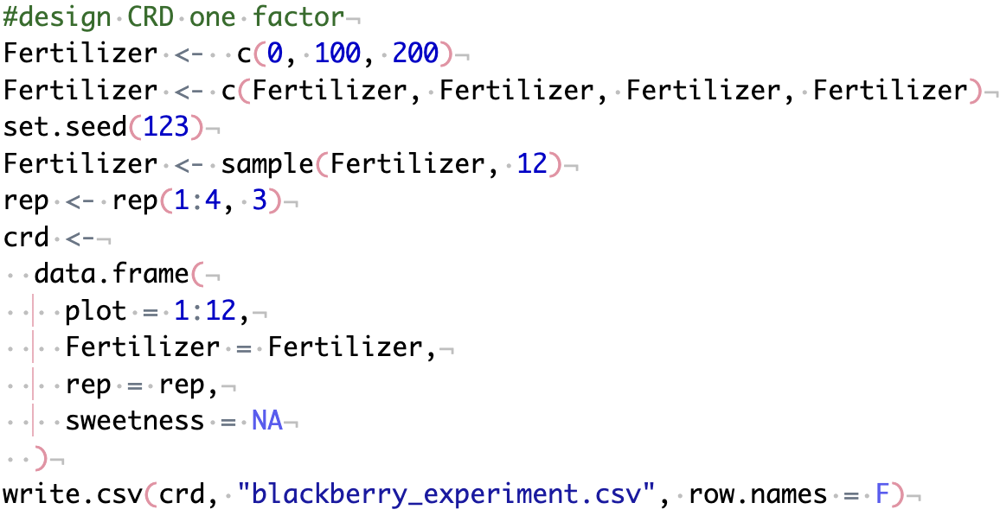 #design CRD one factor
Fertilizer <-  c(0, 100, 200)
Fertilizer <- c(Fertilizer, Fertilizer, Fertilizer, Fertilizer)
set.seed(123)
Fertilizer <- sample(Fertilizer, 12)
rep <- rep(1:4, 3)
crd <-
  data.frame(
    plot = 1:12,
    Fertilizer = Fertilizer,
    rep = rep,
    sweetness = NA
  )
write.csv(crd, "blackberry_experiment.csv", row.names = F)